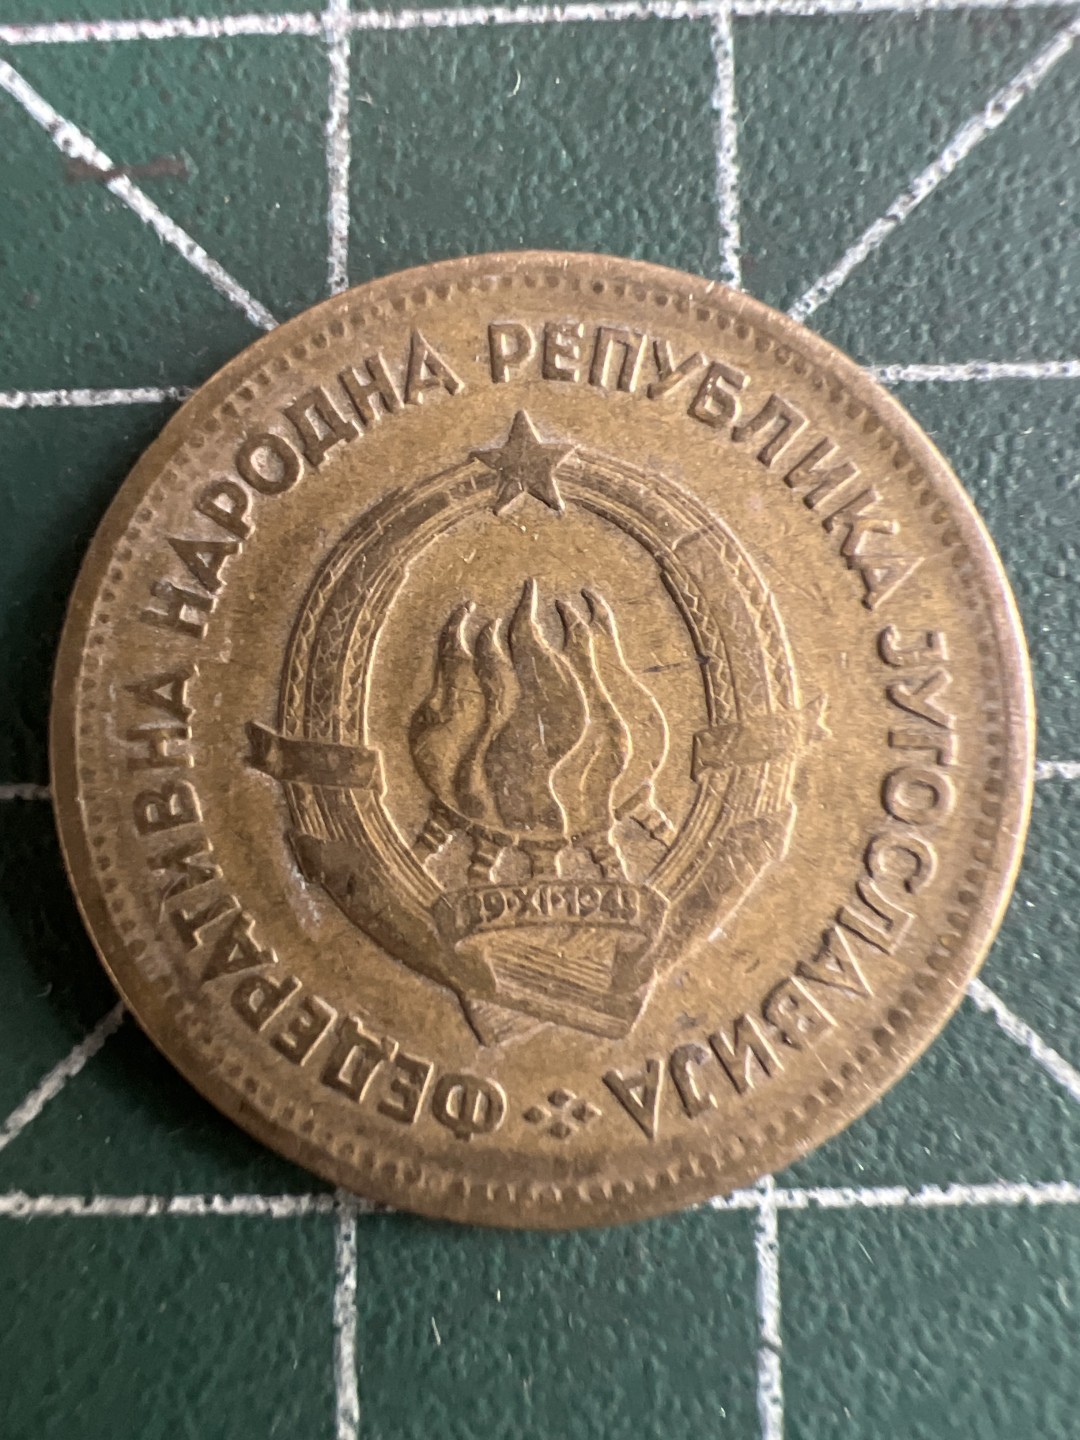 ФЕДЕРАТИВНА НАРОДНА РЕПУБЛИКА ЈУГОСЛАВИЈА
29·XI·1943